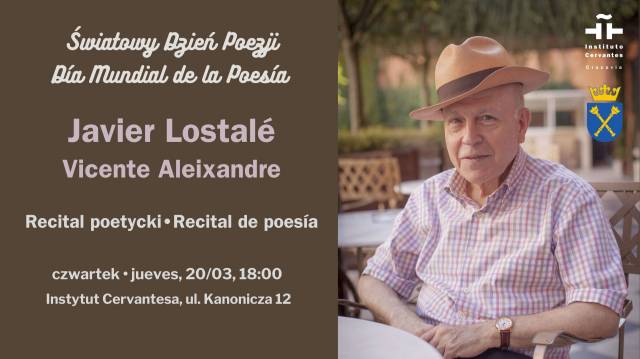 Światowy Dzień Poezji
Día Mundial de la Poesía
Javier Lostalé
Vicente Aleixandre
Recital poetycki • Recital de poesía
czwartek • jueves, 20/03, 18:00
Instytut Cervantesa, ul. Kanonicza 12
Instituto
Cervantes
Cracovia